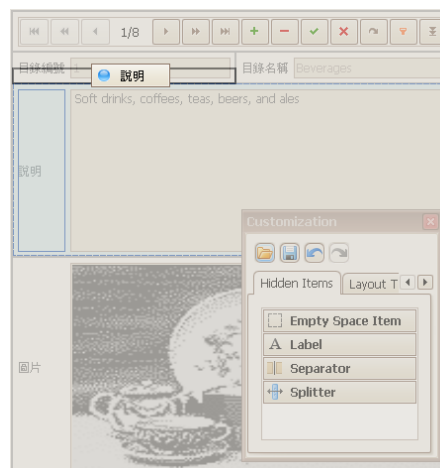 1/8
目錄編號 1 目錄名稱 Beverages
說明
Soft drinks, coffees, teas, beers, and ales
說明
Customization
Hidden Items Layout T
Empty Space Item
A Label
Separator
Splitter
圖片